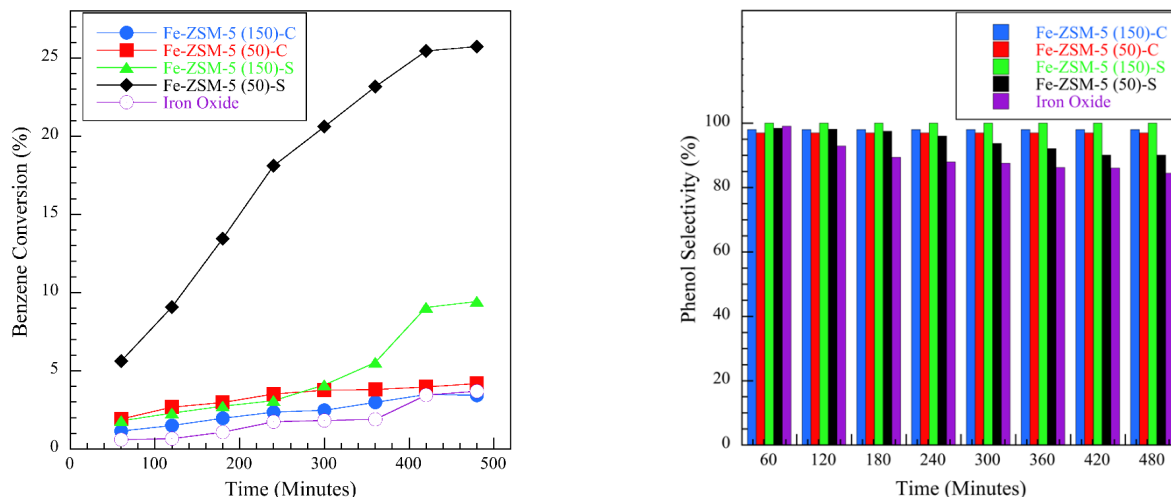 Fe-ZSM-5 (150)-C
Fe-ZSM-5 (50)-C
Fe-ZSM-5 (150)-S
Fe-ZSM-5 (50)-S
Iron Oxide
Benzene Conversion (%)
25
20
15
10
5
0
0 100 200 300 400 500
Time (Minutes)
Fe-ZSM-5 (150)-C
Fe-ZSM-5 (50)-C
Fe-ZSM-5 (150)-S
Fe-ZSM-5 (50)-S
Iron Oxide
Phenol Selectivity (%)
100
80
60
40
20
0
60 120 180 240 300 360 420 480
Time (Minutes)